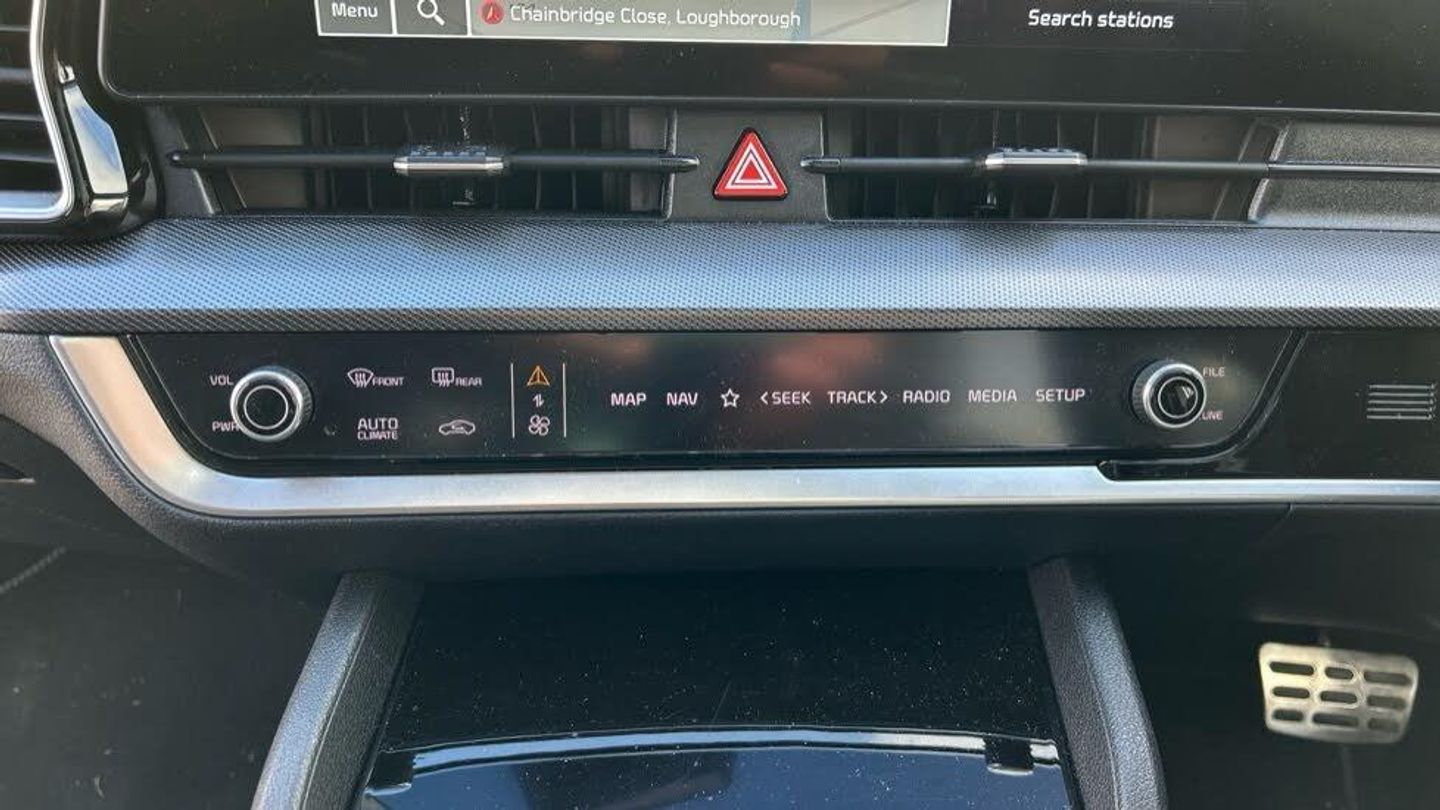 Menu
Chainbridge Close, Loughborough
Search stations
VOL
PWR
FRONT
REAR
AUTO
CLIMATE
MAP NAV <SEEK TRACK> RADIO MEDIA SETUP
FILE